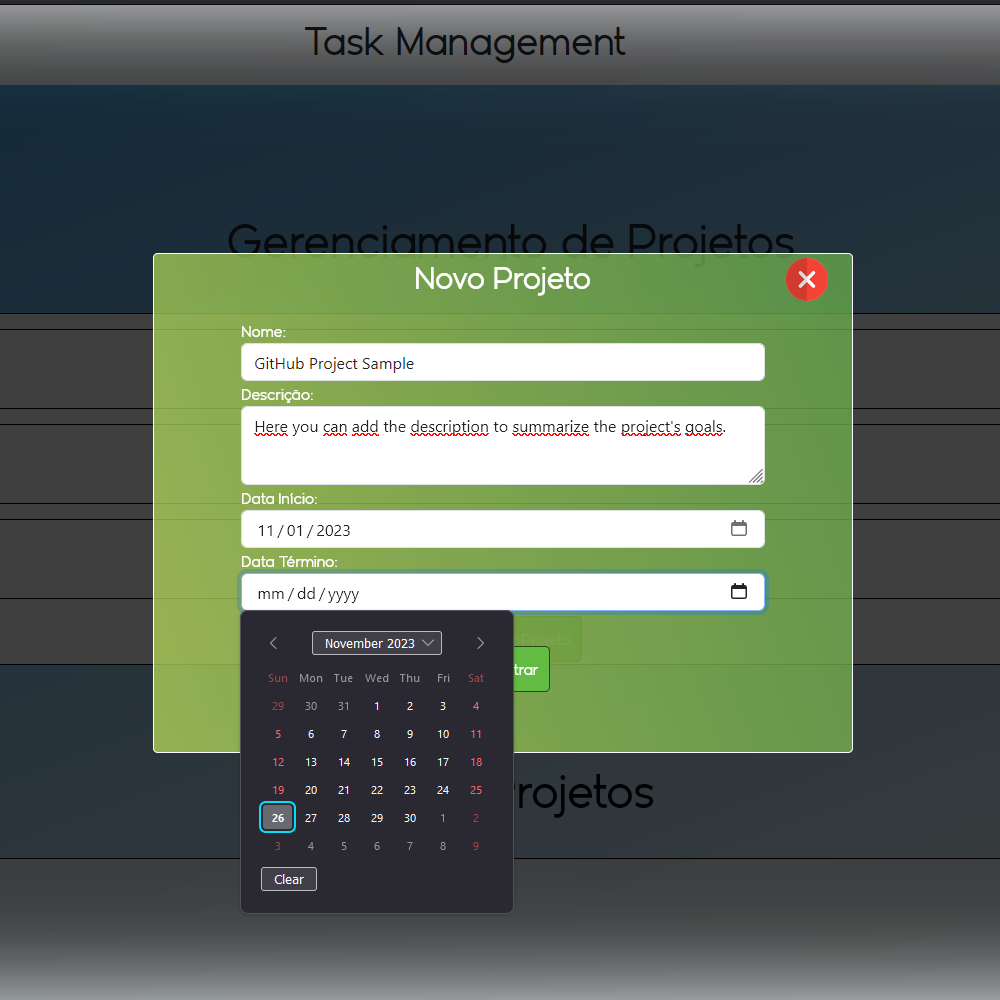 Task Management
Gerenciamento de Projetos
Novo Projeto
Nome:
GitHub Project Sample
Descrição:
Here you can add the description to summarize the project's goals.
Data Início:
11 / 01 / 2023
Data Término:
mm / dd / yyyy
Projeto
trar
November 2023
Sun Mon Tue Wed Thu Fri Sat
29 30 31 1 2 3 4
5 6 7 8 9 10 11
12 13 14 15 16 17 18
19 20 21 22 23 24 25
26 27 28 29 30 1 2
3 4 5 6 7 8 9
Clear
rojetos